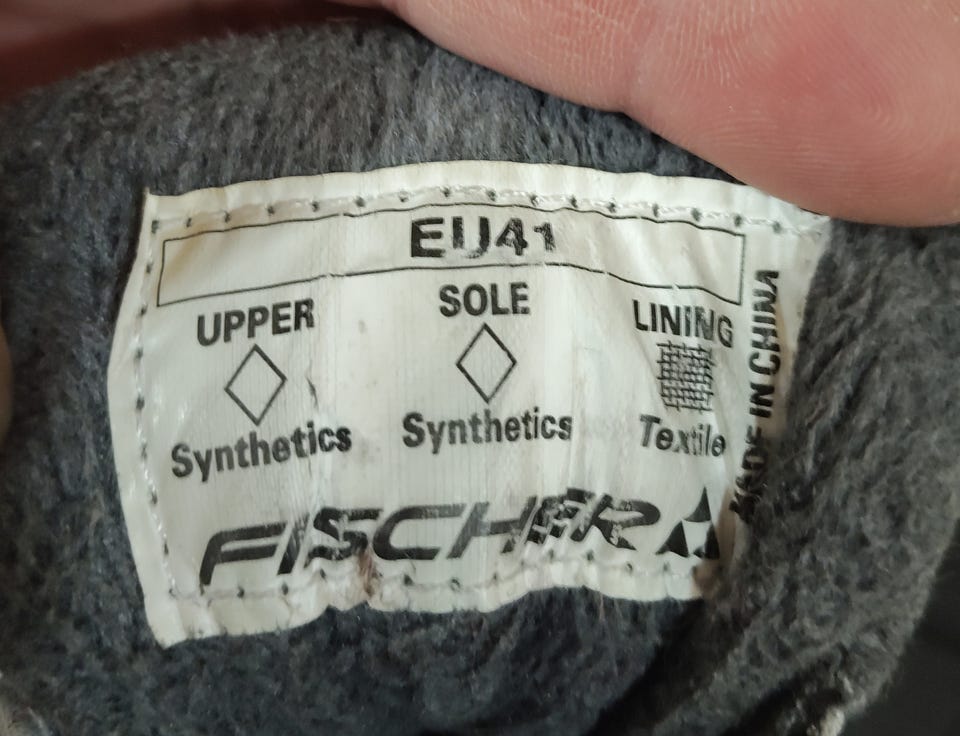 EU41
UPPER SOLE LINING
Synthetics Synthetics Textile
FISCHER
MADE IN CHINA